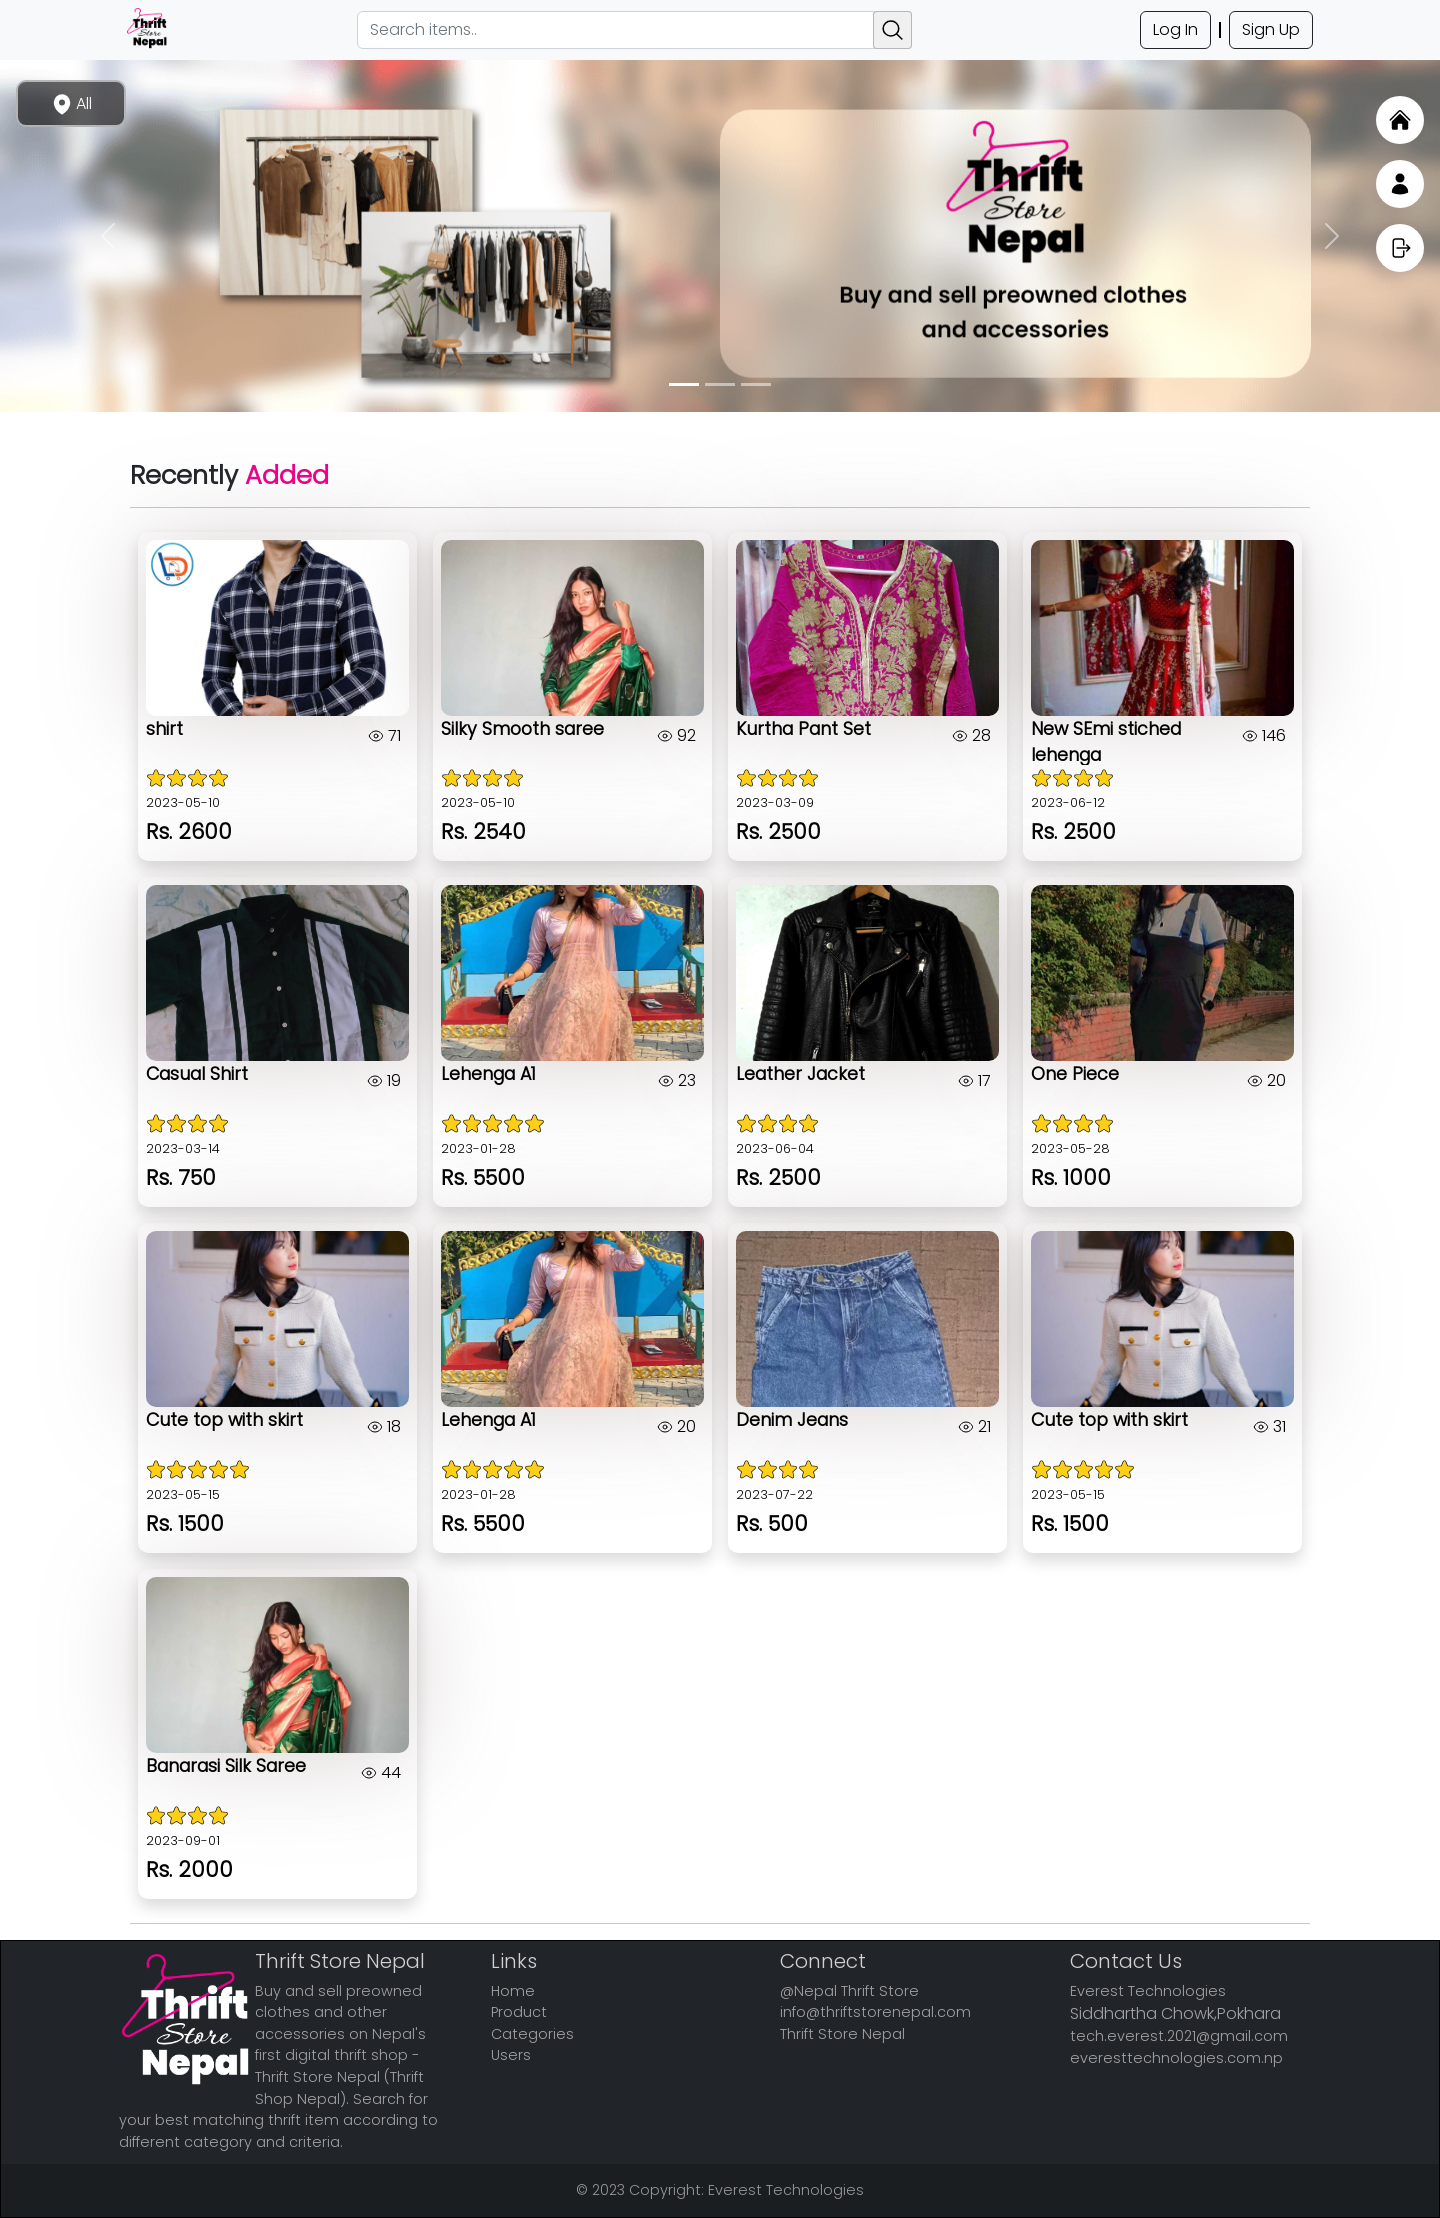 Thrift
Store
Nepal
Search items..
Log In
|
Sign Up
All
Thrift
Store
Nepal
Buy and sell preowned clothes
and accessories
Recently Added
shirt
71
2023-05-10
Rs. 2600
Silky Smooth saree
92
2023-05-10
Rs. 2540
Kurtha Pant Set
28
2023-03-09
Rs. 2500
New SEmi stiched
lehenga
146
2023-06-12
Rs. 2500
Casual Shirt
19
2023-03-14
Rs. 750
Lehenga A1
23
2023-01-28
Rs. 5500
Leather Jacket
17
2023-06-04
Rs. 2500
One Piece
20
2023-05-28
Rs. 1000
Cute top with skirt
18
2023-05-15
Rs. 1500
Lehenga A1
20
2023-01-28
Rs. 5500
Denim Jeans
21
2023-07-22
Rs. 500
Cute top with skirt
31
2023-05-15
Rs. 1500
Banarasi Silk Saree
44
2023-09-01
Rs. 2000
Thrift
Store
Nepal
Thrift Store Nepal
Buy and sell preowned
clothes and other
accessories on Nepal's
first digital thrift shop -
Thrift Store Nepal (Thrift
Shop Nepal). Search for
your best matching thrift item according to
different category and criteria.
Links
Home
Product
Categories
Users
Connect
@Nepal Thrift Store
info@thriftstorenepal.com
Thrift Store Nepal
Contact Us
Everest Technologies
Siddhartha Chowk,Pokhara
tech.everest.2021@gmail.com
everesttechnologies.com.np
© 2023 Copyright: Everest Technologies